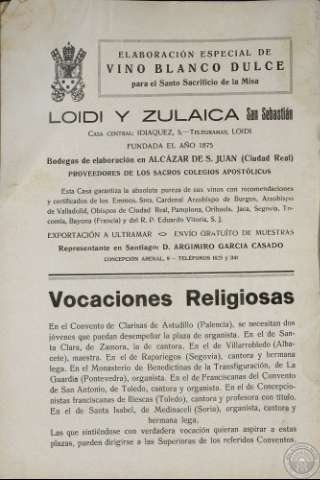 ELABORACIÓN ESPECIAL DE
VINO BLANCO DULCE
para el Santo Sacrificio de la Misa
LOIDI Y ZULAICA San Sebastián
CASA CENTRAL: IDIAQUEZ, 5.—TELEGRAMAS, LOIDI
FUNDADA EL AÑO 1875
Bodegas de elaboración en ALCÁZAR DE S. JUAN (Ciudad Real)
PROVEEDORES DE LOS SACROS COLEGIOS APOSTÓLICOS
Esta Casa garantiza la absoluta pureza de sus vinos con recomendaciones
y certificados de los Emmos. Sres. Cardenal Arzobispo de Burgos, Arzobispo
de Valladolid, Obispos de Ciudad Real, Pamplona, Orihuela, Jaca, Segovia,
Bayona (Francia) y del R. P. Eduardo Vitoria, S. J.
EXPORTACIÓN A ULTRAMAR — ENVÍO GRATUÍTO DE MUESTRAS
Representante en Santiago: D. ARGIMIRO GARCIA CASADO
CONCEPCIÓN ARENAL, 6 — TELÉFONOS y
Vocaciones Religiosas
En el Convento de Clarisas de Astudillo (Palencia), se necesitan dos
jóvenes que puedan desempeñar la plaza de organista. En el de San-
ta Clara, de Zamora, la de cantora. En el de Villarrobledo (Alba-
cete), maestra. En el de Rapariegos (Segovia), cantora y hermana
lega. En el Monasterio de Benedictinas de la Transfiguración, de La
Guardia (Pontevedra), organista. En el de Franciscanas del Convento
de San Antonio, de Toledo, cantora y organista. En el de Concepcio-
nistas franciscanas de Illescas (Toledo), cantora y profesora con título.
En el de Santa Isabel, de Medinaceli (Soria), organista, cantora y
hermana lega.
Las que sintiéndose con verdadera vocación quieran aspirar a estas
plazas, pueden dirigirse a las Superioras de los referidos Conventos.